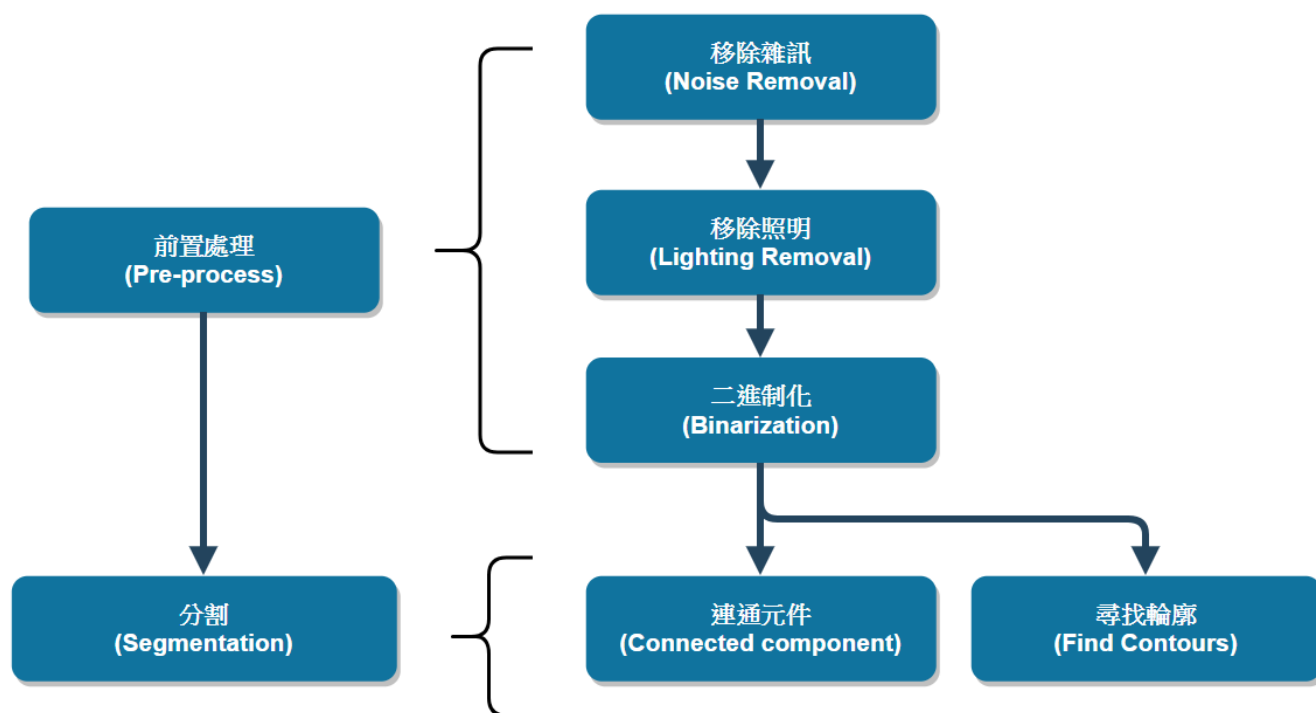 移除雜訊
(Noise Removal)
前置處理
(Pre-process)
移除照明
(Lighting Removal)
二進制化
(Binarization)
分割
(Segmentation)
連通元件
(Connected component)
尋找輪廓
(Find Contours)